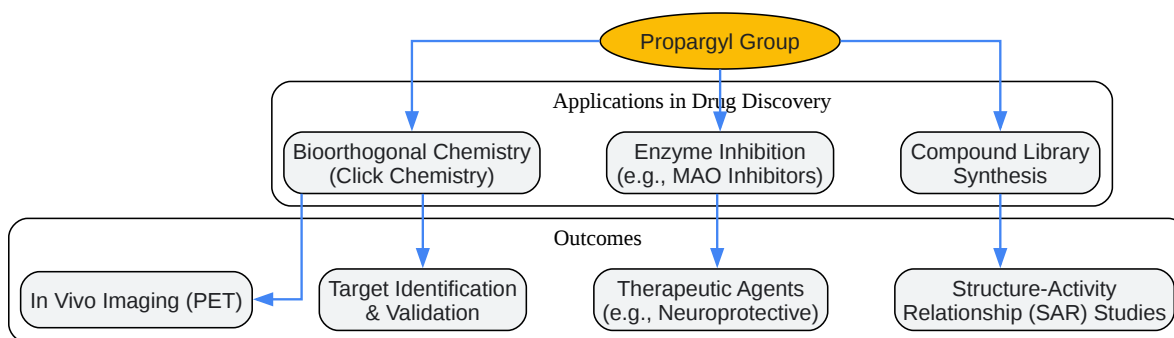 Propargyl Group
Applications in Drug Discovery
Bioorthogonal Chemistry
(Click Chemistry)
Enzyme Inhibition
(e.g., MAO Inhibitors)
Compound Library
Synthesis
Outcomes
In Vivo Imaging (PET)
Target Identification
& Validation
Therapeutic Agents
(e.g., Neuroprotective)
Structure-Activity
Relationship (SAR) Studies